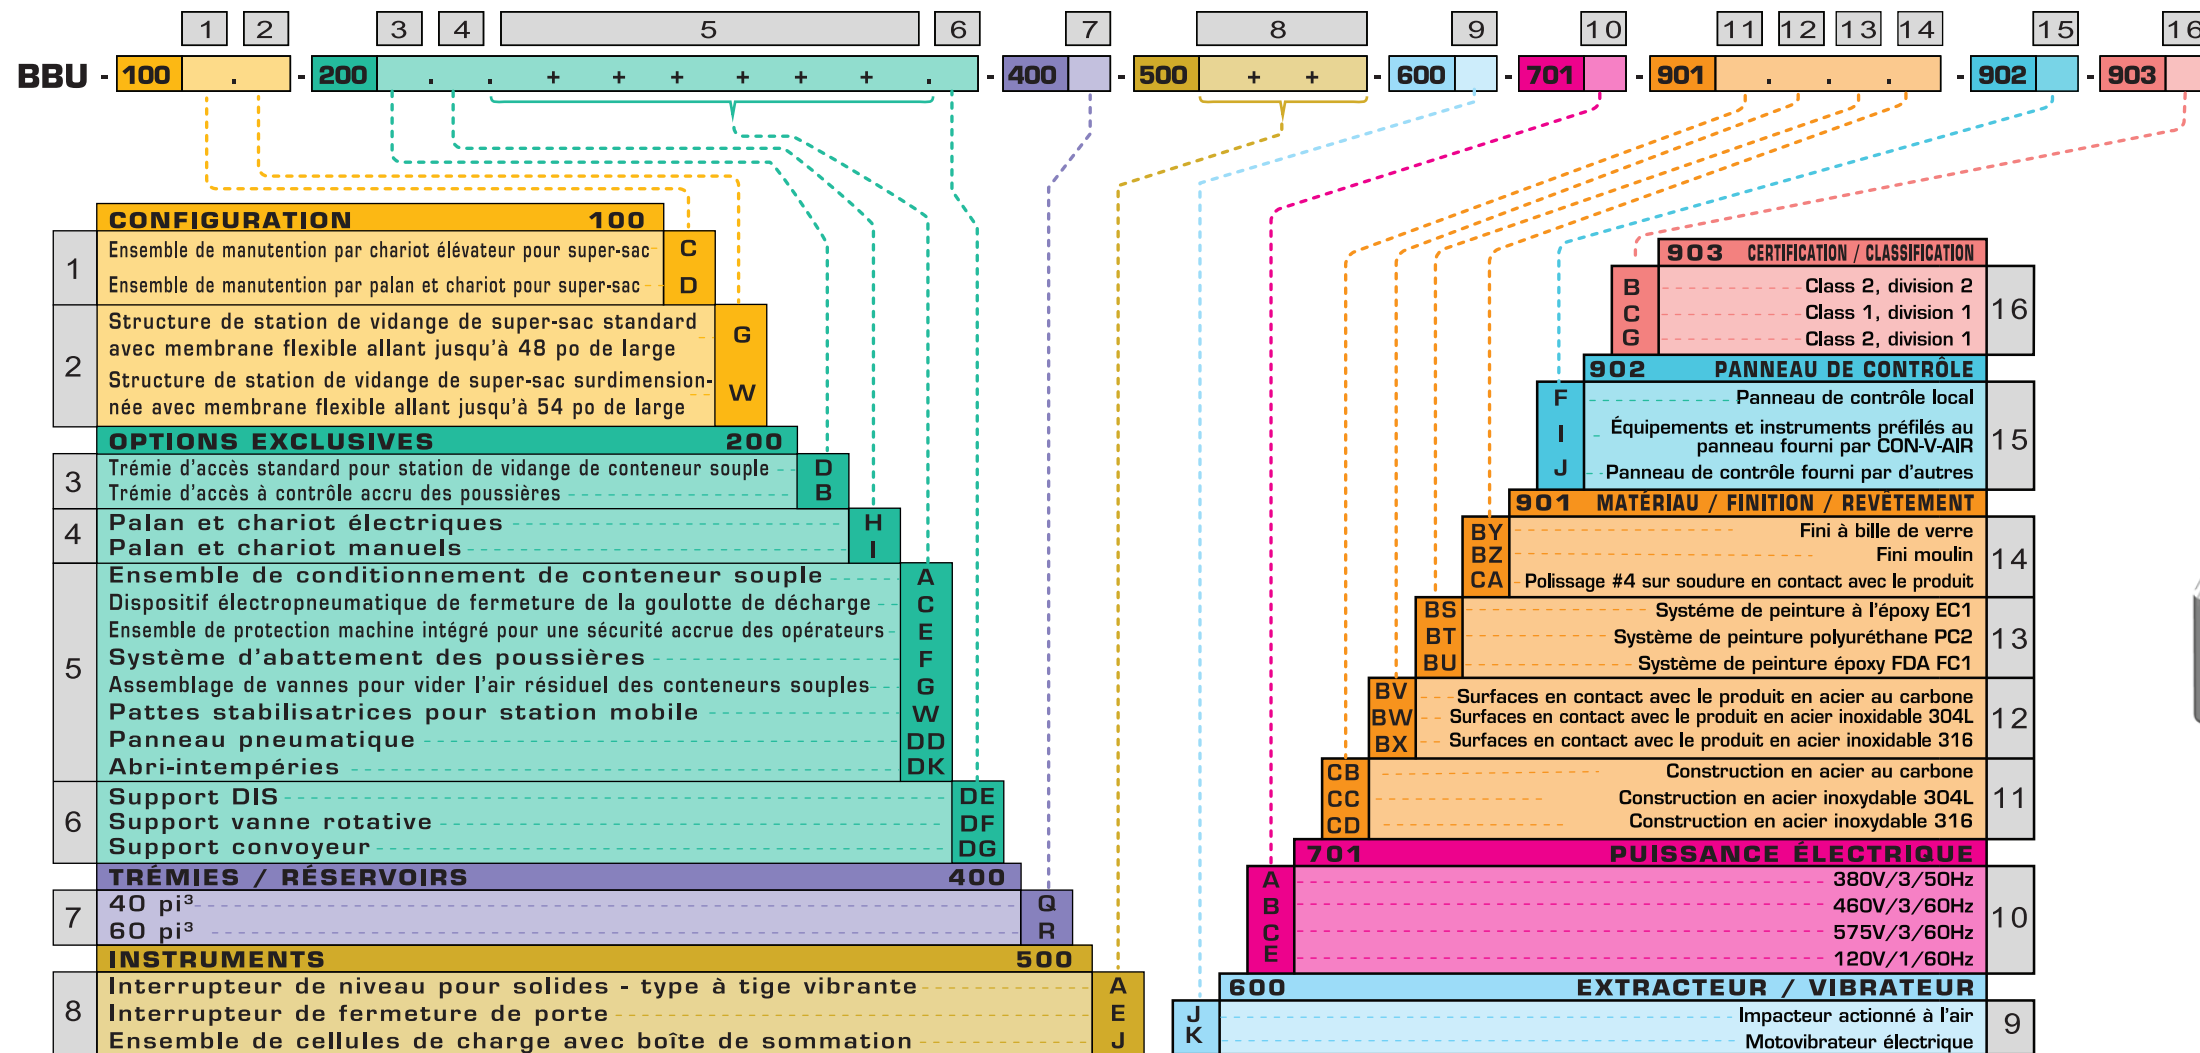 1 2 3 4 5 6 7 8 9 10 11 12 13 14 15 16
BBU - 100 . - 200 . . + + + + + + . - 400 - 500 + + - 600 - 701 - 901 . . . - 902 - 903
CONFIGURATION 100
1
Ensemble de manutention par chariot élévateur pour super-sac C
Ensemble de manutention par palan et chariot pour super-sac D
2
Structure de station de vidange de super-sac standard
avec membrane flexible allant jusqu'à 48 po de large G
Structure de station de vidange de super-sac surdimension-
née avec membrane flexible allant jusqu'à 54 po de large W
OPTIONS EXCLUSIVES 200
3
Trémie d'accès standard pour station de vidange de conteneur souple D
Trémie d'accès à contrôle accru des poussières B
4
Palan et chariot électriques H
Palan et chariot manuels I
5
Ensemble de conditionnement de conteneur souple A
Dispositif électropneumatique de fermeture de la goulotte de décharge C
Ensemble de protection machine intégré pour une sécurité accrue des opérateurs E
Système d'abattement des poussières F
Assemblage de vannes pour vider l'air résiduel des conteneurs souples G
Pattes stabilisatrices pour station mobile W
Panneau pneumatique DD
Abri-intempéries DK
6
Support DIS DE
Support vanne rotative DF
Support convoyeur DG
TRÉMIES / RÉSERVOIRS 400
7
40 pi³ Q
60 pi³ R
INSTRUMENTS 500
8
Interrupteur de niveau pour solides - type à tige vibrante A
Interrupteur de fermeture de porte E
Ensemble de cellules de charge avec boîte de sommation J
903 CERTIFICATION / CLASSIFICATION
B Class 2, division 2
C Class 1, division 1
G Class 2, division 1
16
902 PANNEAU DE CONTRÔLE
F Panneau de contrôle local
I Équipements et instruments préfilés au
panneau fourni par CON-V-AIR
J Panneau de contrôle fourni par d'autres
15
901 MATÉRIAU / FINITION / REVÊTEMENT
BY Fini à bille de verre
BZ Fini moulin
CA Polissage #4 sur soudure en contact avec le produit
14
BS Systéme de peinture à l'époxy EC1
BT Système de peinture polyuréthane PC2
BU Système de peinture époxy FDA FC1
13
BV Surfaces en contact avec le produit en acier au carbone
BW Surfaces en contact avec le produit en acier inoxidable 304L
BX Surfaces en contact avec le produit en acier inoxidable 316
12
CB Construction en acier au carbone
CC Construction en acier inoxydable 304L
CD Construction en acier inoxydable 316
11
701 PUISSANCE ÉLECTRIQUE
A 380V/3/50Hz
B 460V/3/60Hz
C 575V/3/60Hz
E 120V/1/60Hz
10
600 EXTRACTEUR / VIBRATEUR
J Impacteur actionné à l'air
K Motovibrateur électrique
9